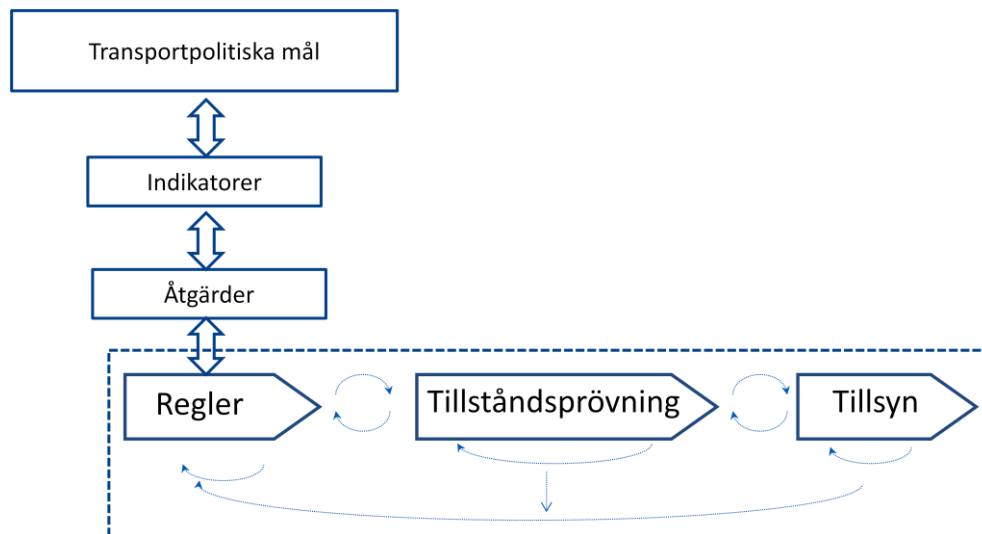 Transportpolitiska mål
Indikatorer
Åtgärder
Regler
Tillståndsprövning
Tillsyn